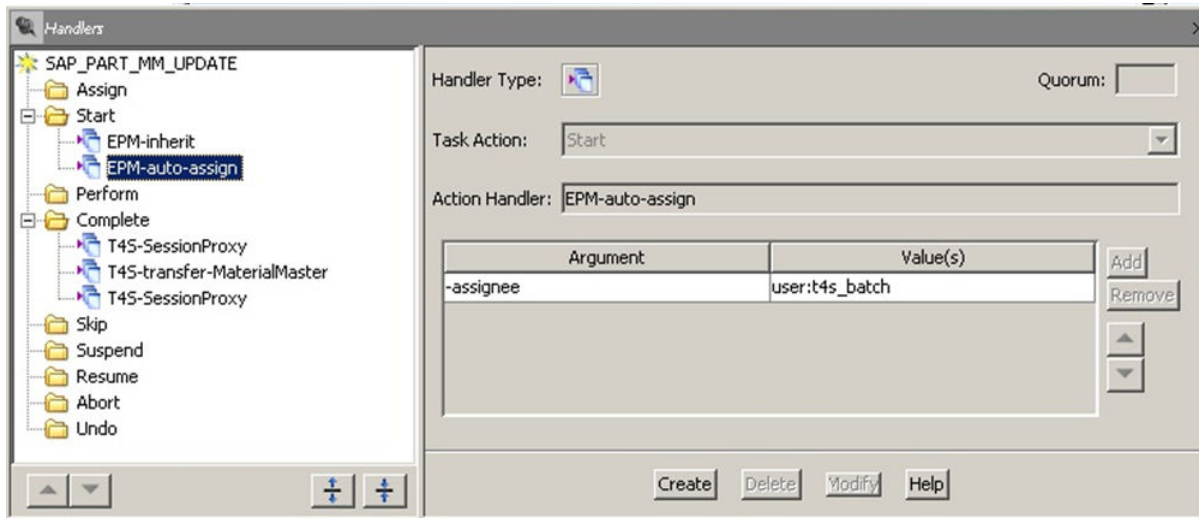 Handlers
SAP_PART_MM_UPDATE
Assign
Start
EPM-inherit
EPM-auto-assign
Perform
Complete
T4S-SessionProxy
T4S-transfer-MaterialMaster
T4S-SessionProxy
Skip
Suspend
Resume
Abort
Undo
Handler Type:
Quorum:
Task Action:
Start
Action Handler:
EPM-auto-assign
Argument
Value(s)
-assignee
user:t4s_batch
Add
Remove
Create
Delete
Modify
Help